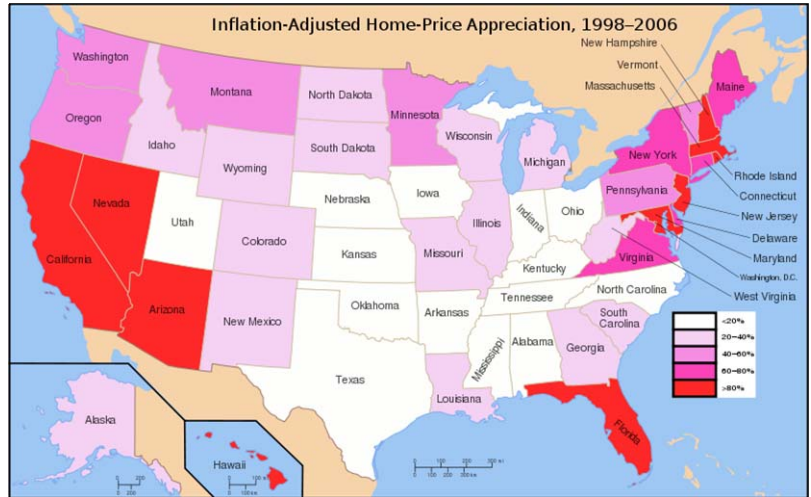 Inflation-Adjusted Home-Price Appreciation, 1998–2006
New Hampshire
Vermont
Massachusetts
Maine
Washington
Montana
North Dakota
Minnesota
Oregon
Idaho
South Dakota
Wisconsin
Michigan
New York
Wyoming
Rhode Island
Connecticut
New Jersey
Delaware
Maryland
Washington, D.C.
West Virginia
Nevada
Utah
Nebraska
Iowa
Illinois
Indiana
Ohio
Pennsylvania
California
Colorado
Kansas
Missouri
Kentucky
Virginia
Arizona
New Mexico
Oklahoma
Arkansas
Tennessee
North Carolina
South
Carolina
Texas
Louisiana
Mississippi
Alabama
Georgia
Florida
Alaska
Hawaii
<20%
20−40%
40−60%
60−80%
>80%